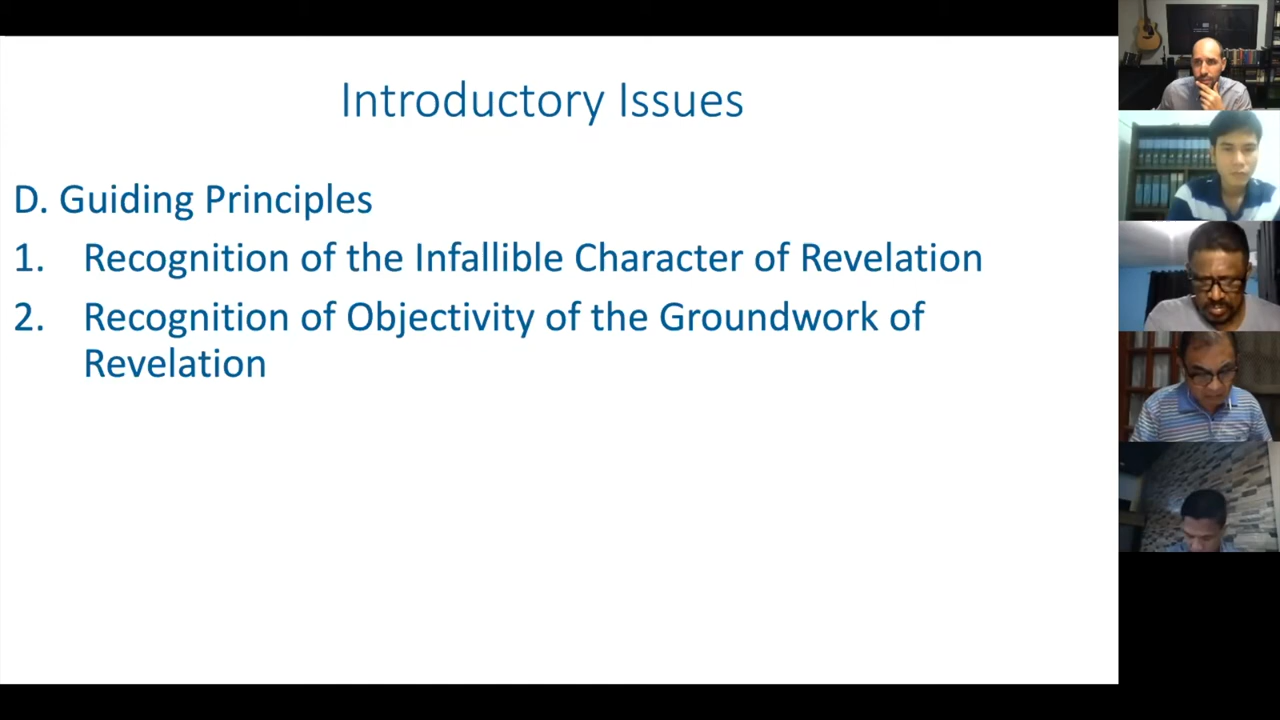 Introductory Issues
D. Guiding Principles
1. Recognition of the Infallible Character of Revelation
2. Recognition of Objectivity of the Groundwork of
Revelation